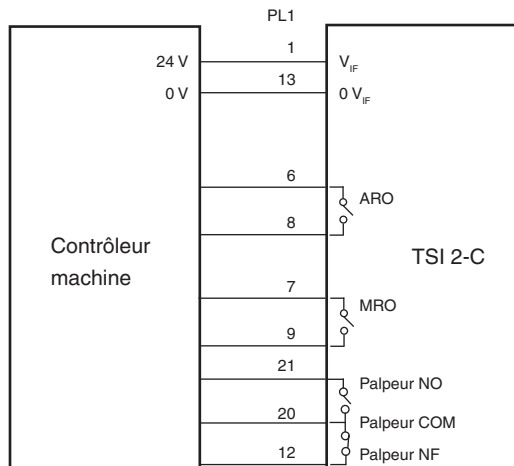 PL1
24 V 1 V_IF
0 V 13 0 V_IF
6
ARO
8
Contrôleur
machine
TSI 2-C
7
MRO
9
21
Palpeur NO
20
Palpeur COM
12
Palpeur NF